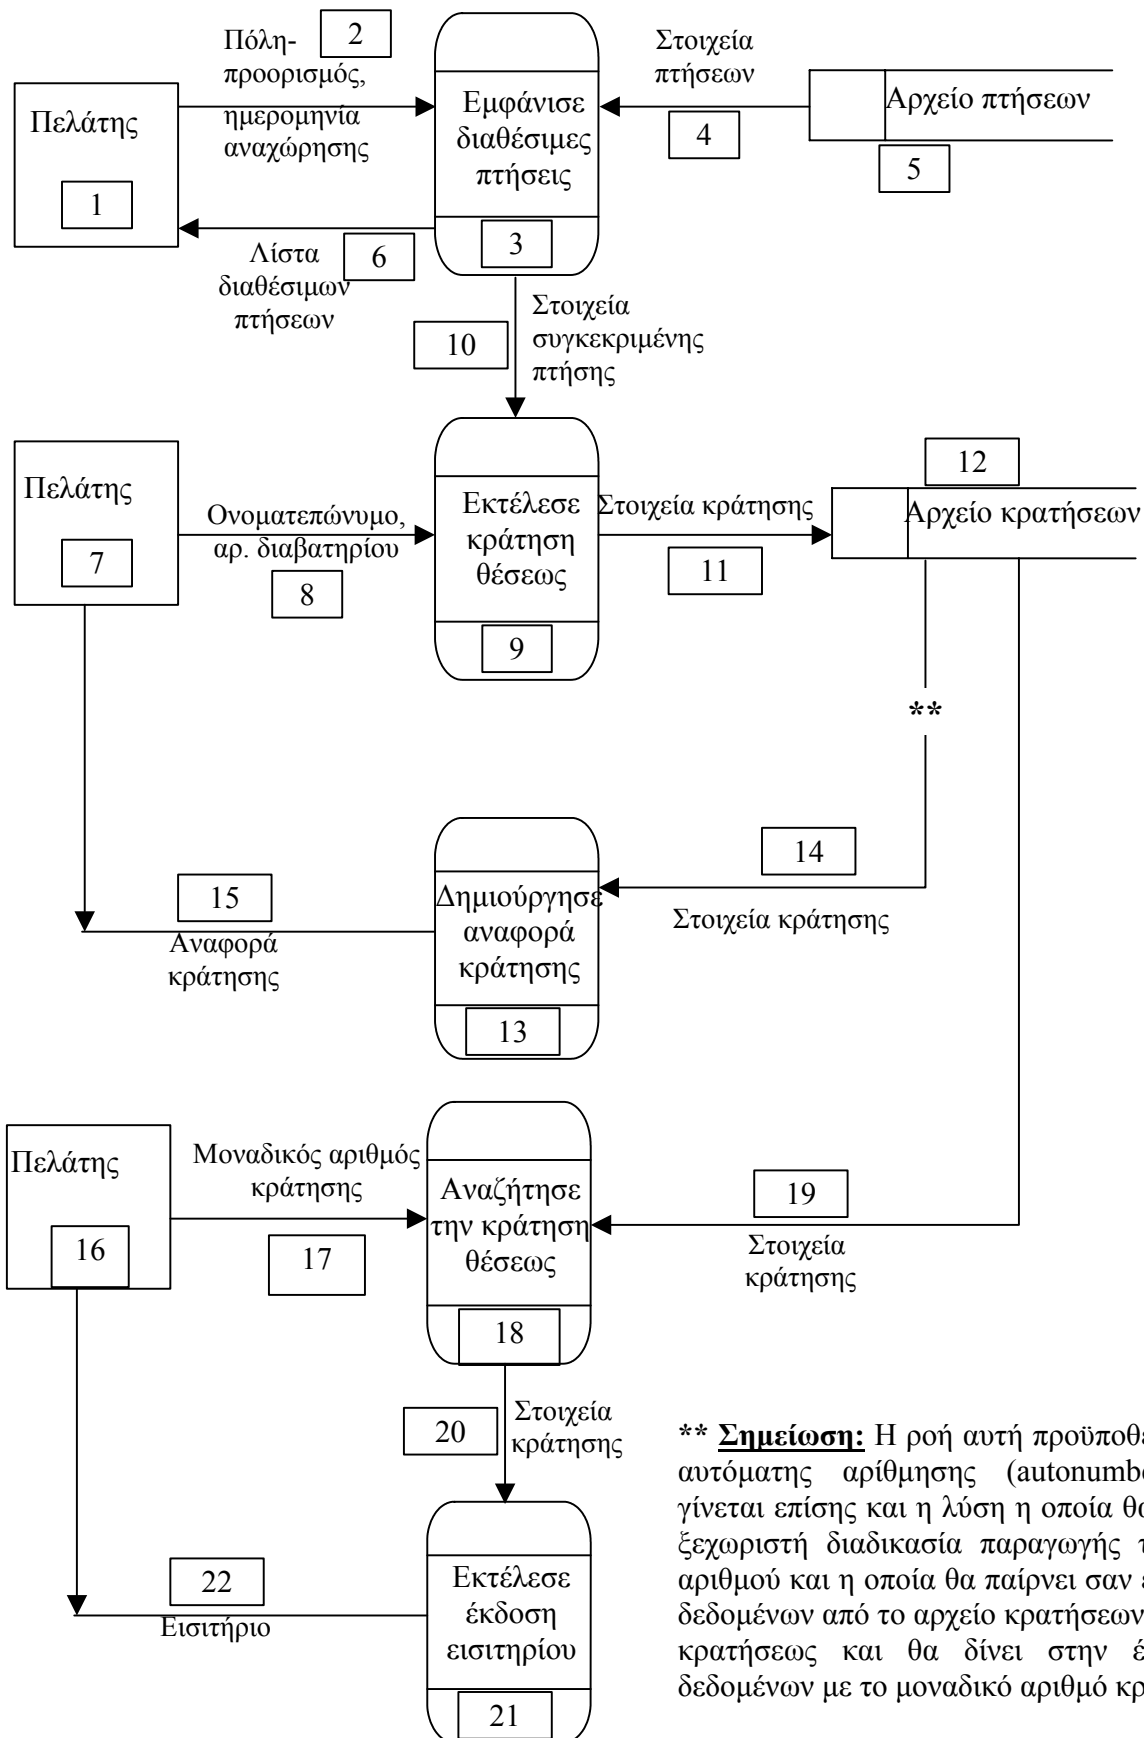 2
Πόλη-
προορισμός,
ημερομηνία
αναχώρησης
Στοιχεία
πτήσεων
Πελάτης
1
Εμφάνισε
διαθέσιμες
πτήσεις
3
4
Αρχείο πτήσεων
5
6
Λίστα
διαθέσιμων
πτήσεων
10
Στοιχεία
συγκεκριμένης
πτήσης
Πελάτης
7
Ονοματεπώνυμο,
αρ. διαβατηρίου
8
Εκτέλεσε
κράτηση
θέσεως
9
Στοιχεία κράτησης
11
12
Αρχείο κρατήσεων
**
14
Στοιχεία κράτησης
15
Αναφορά
κράτησης
Δημιούργησε
αναφορά
κράτησης
13
Πελάτης
16
Μοναδικός αριθμός
κράτησης
17
Αναζήτησε
την κράτηση
θέσεως
18
19
Στοιχεία
κράτησης
20
Στοιχεία
κράτησης
22
Εισιτήριο
Εκτέλεσε
έκδοση
εισιτηρίου
21
** Σημείωση: Η ροή αυτή προϋποθέ
αυτόματης αρίθμησης (autonumb
γίνεται επίσης και η λύση η οποία θα
ξεχωριστή διαδικασία παραγωγής τ
αριθμού και η οποία θα παίρνει σαν ε
δεδομένων από το αρχείο κρατήσεων
κρατήσεως και θα δίνει στην έ
δεδομένων με το μοναδικό αριθμό κρ